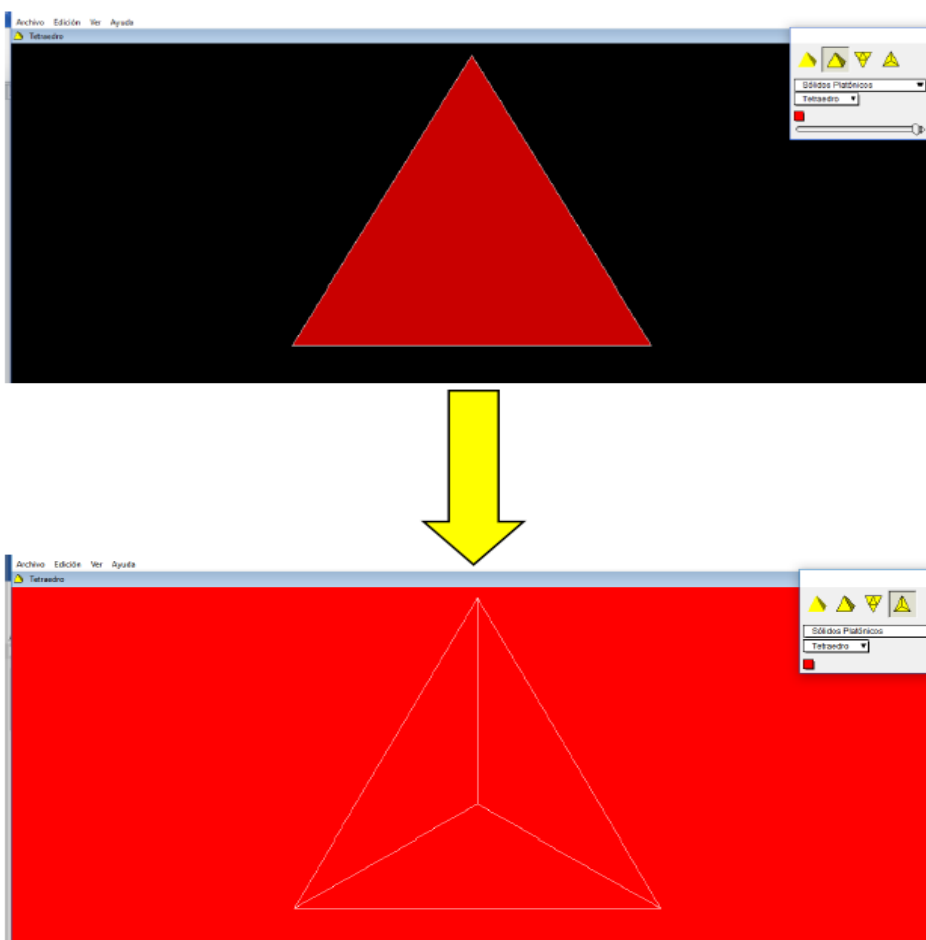 Archivo Edición Ver Ayuda
Tetraedro
Sólidos Platónicos
Tetraedro
Archivo Edición Ver Ayuda
Tetraedro
Sólidos Platónicos
Tetraedro